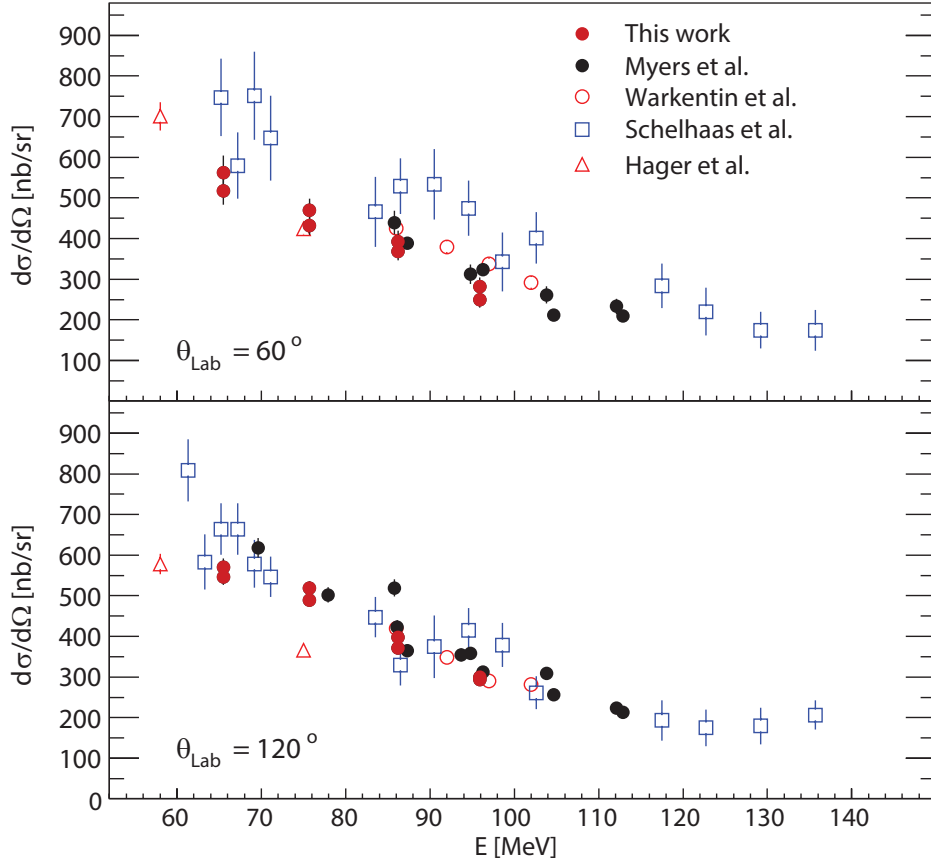 900
800
700
600
500
400
300
200
100
dσ/dΩ [nb/sr]
This work
Myers et al.
Warkentin et al.
Schelhaas et al.
Hager et al.
θLab = 60 °
900
800
700
600
500
400
300
200
100
0
dσ/dΩ [nb/sr]
θLab = 120 °
60 70 80 90 100 110 120 130 140
E [MeV]